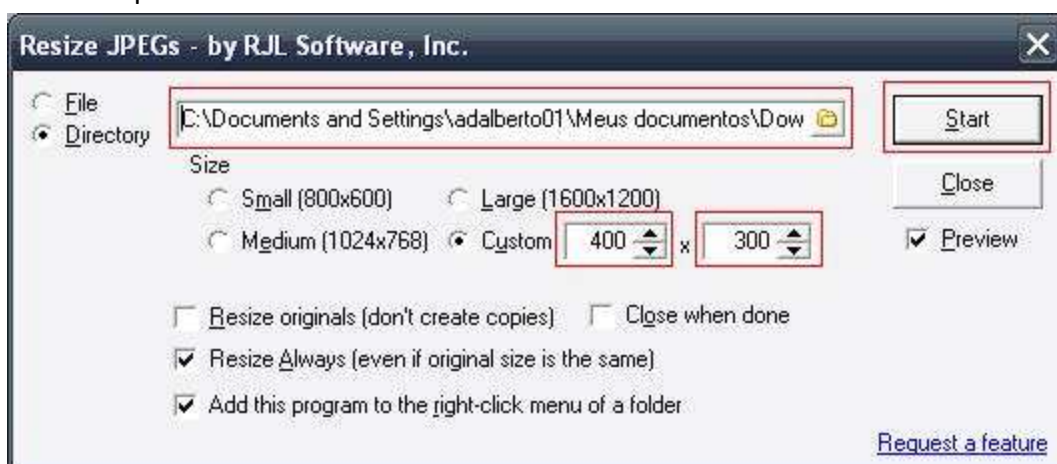 Resize JPEGs - by RJL Software, Inc.
File
Directory
C:\Documents and Settings\adalberto01\Meus documentos\Dow
Start
Size
Small (800x600)
Large (1600x1200)
Close
Medium (1024x768)
Custom 400 x 300
Preview
Resize originals (don't create copies)
Close when done
Resize Always (even if original size is the same)
Add this program to the right-click menu of a folder
Request a feature